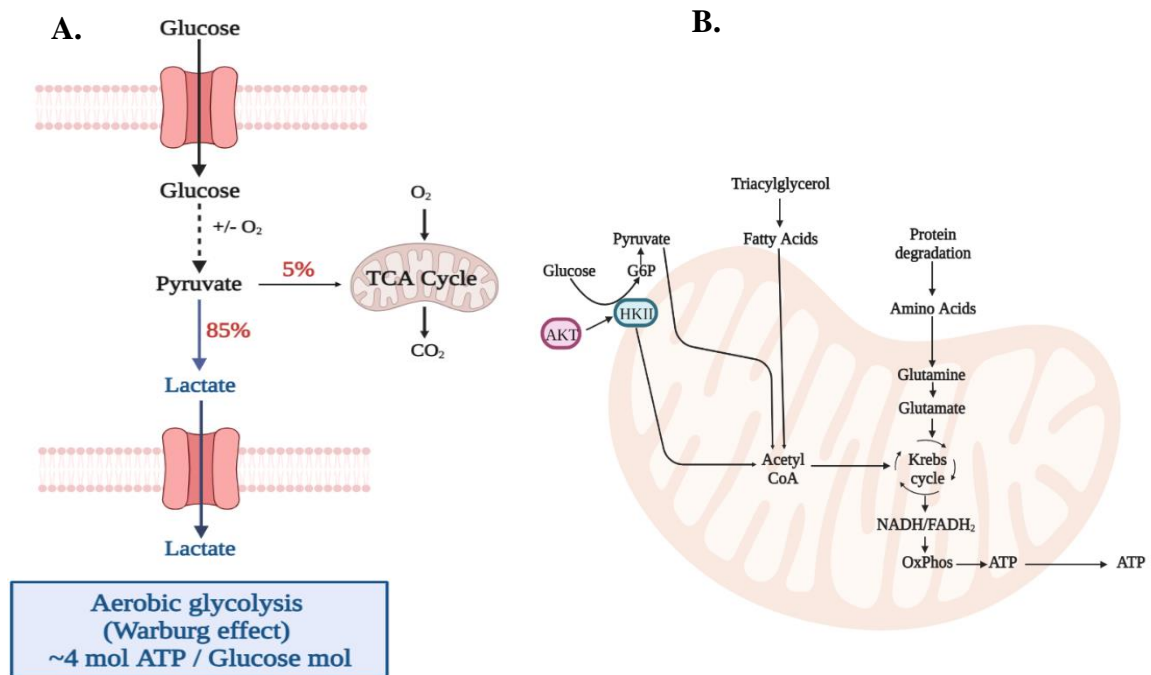 A.
Glucose
Glucose
+/- O₂
Pyruvate
5%
O₂
TCA Cycle
CO₂
85%
Lactate
Lactate
Aerobic glycolysis
(Warburg effect)
~4 mol ATP / Glucose mol
B.
Triacylglycerol
Fatty Acids
Pyruvate
Glucose
G6P
HKII
AKT
Protein
degradation
Amino Acids
Glutamine
Glutamate
Acetyl
CoA
Krebs
cycle
NADH/FADH₂
OxPhos
ATP
ATP